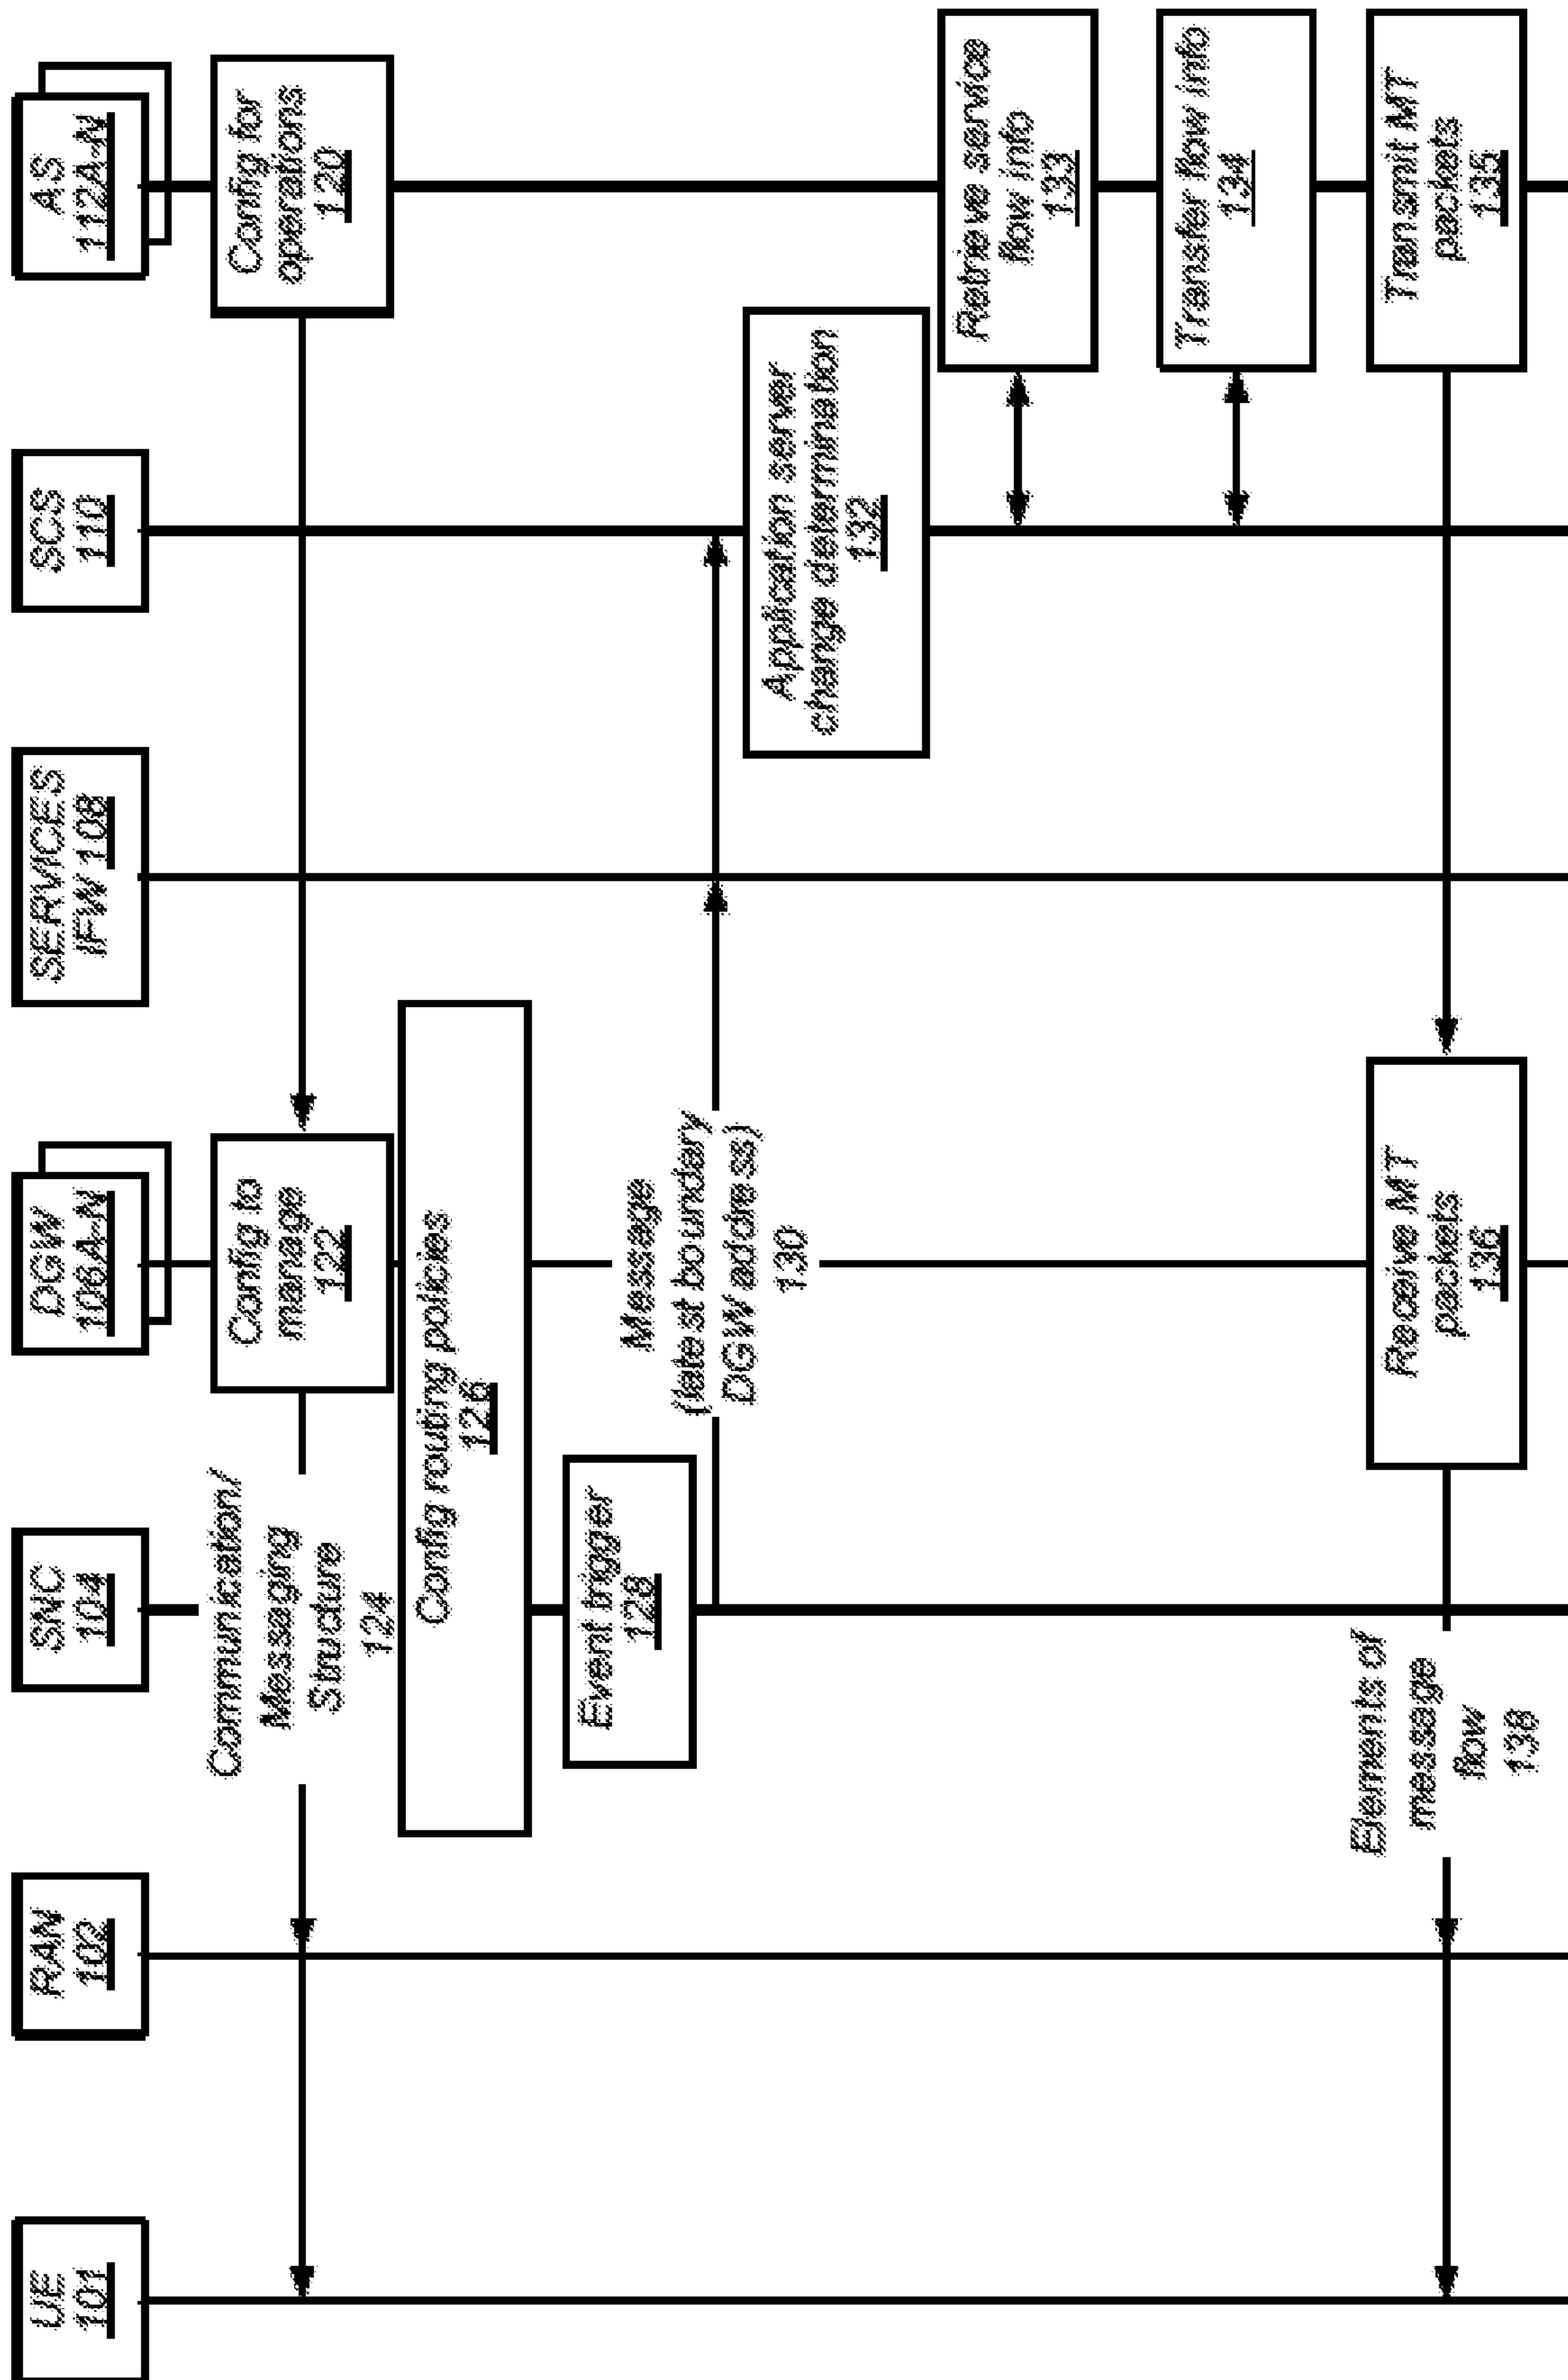 UE
101
RAN
102
SNC
104
DGW
106A-N
SERVICES
IFW 108
SCS
110
AS
112A-N
Config for
operations
120
Config to
manage
122
Communication/
Messaging
Structure
124
Config routing policies
126
Event trigger
128
Message
(latest boundary
DGW address)
130
Application server
change determination
132
Retrieve service
flow info
133
Transfer flow info
134
Transmit MT
packets
135
Receive MT
packets
136
Elements of
message
flow
138